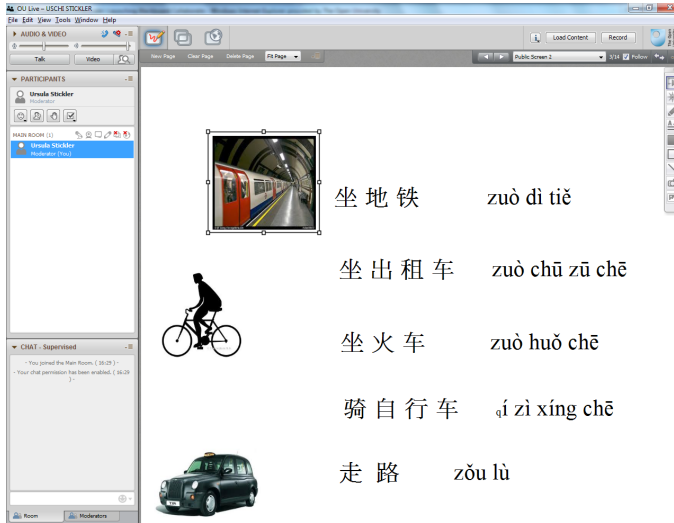 OU Live – USCHI STICKLER
File Edit View Tools Window Help
AUDIO & VIDEO
Talk Video
PARTICIPANTS
Ursula Stickler
Moderator
MAIN ROOM (1)
Ursula Stickler
Moderator (You)
CHAT - Supervised
- You joined the Main Room. ( 16:29 ) -
- Your chat permission has been enabled. ( 16:29
) -
Room Moderators
Load Content Record
New Page Clear Page Delete Page Fit Page
Public Screen 2 3/14 Follow
坐 地 铁 zuò dì tiě
坐 出 租 车 zuò chū zū chē
坐 火 车 zuò huǒ chē
骑 自 行 车 qí zì xíng chē
走 路 zǒu lù